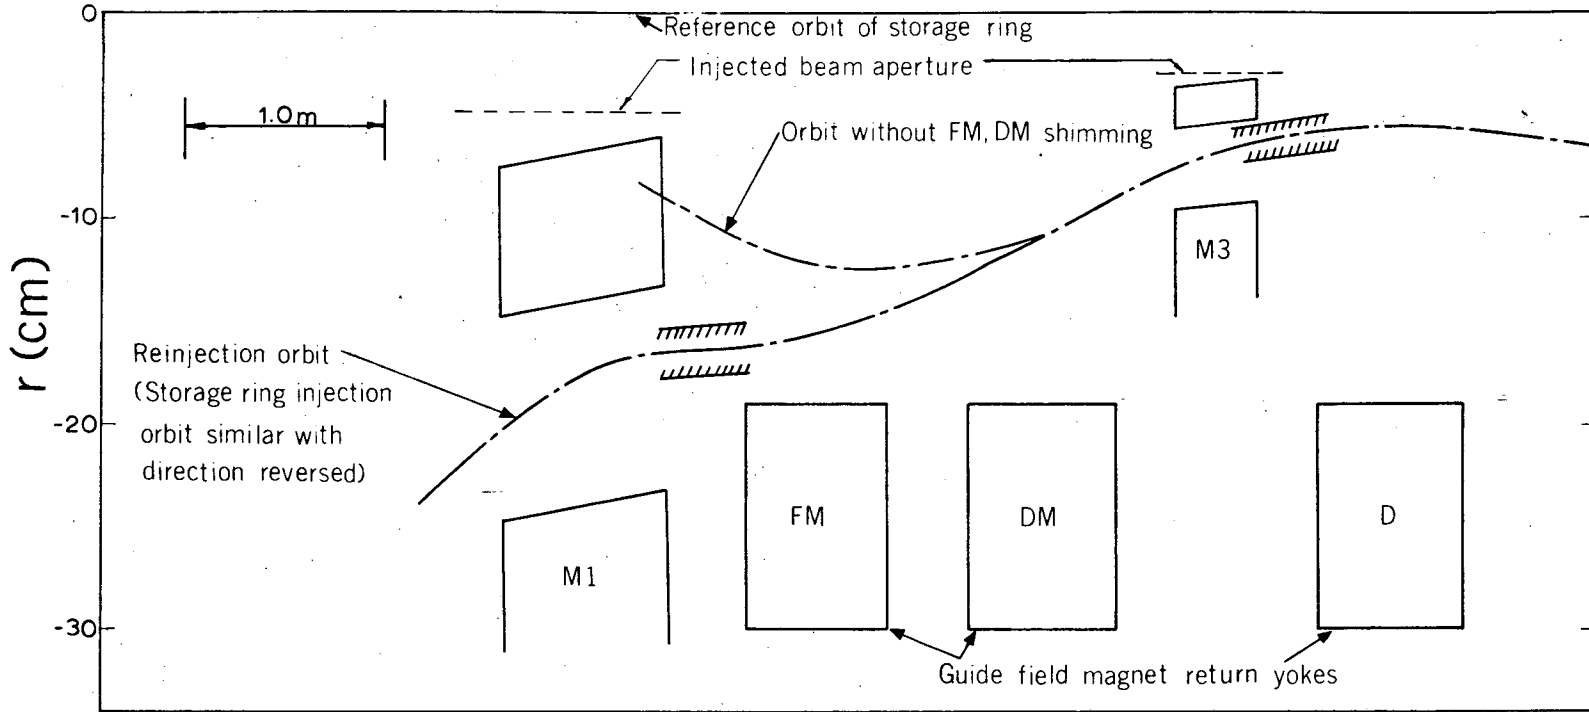 0
Reference orbit of storage ring
Injected beam aperture
1.0m
Orbit without FM, DM shimming
-10
M3
r (cm)
Reinjection orbit
(Storage ring injection
orbit similar with
direction reversed)
-20
FM
DM
D
M1
-30
Guide field magnet return yokes